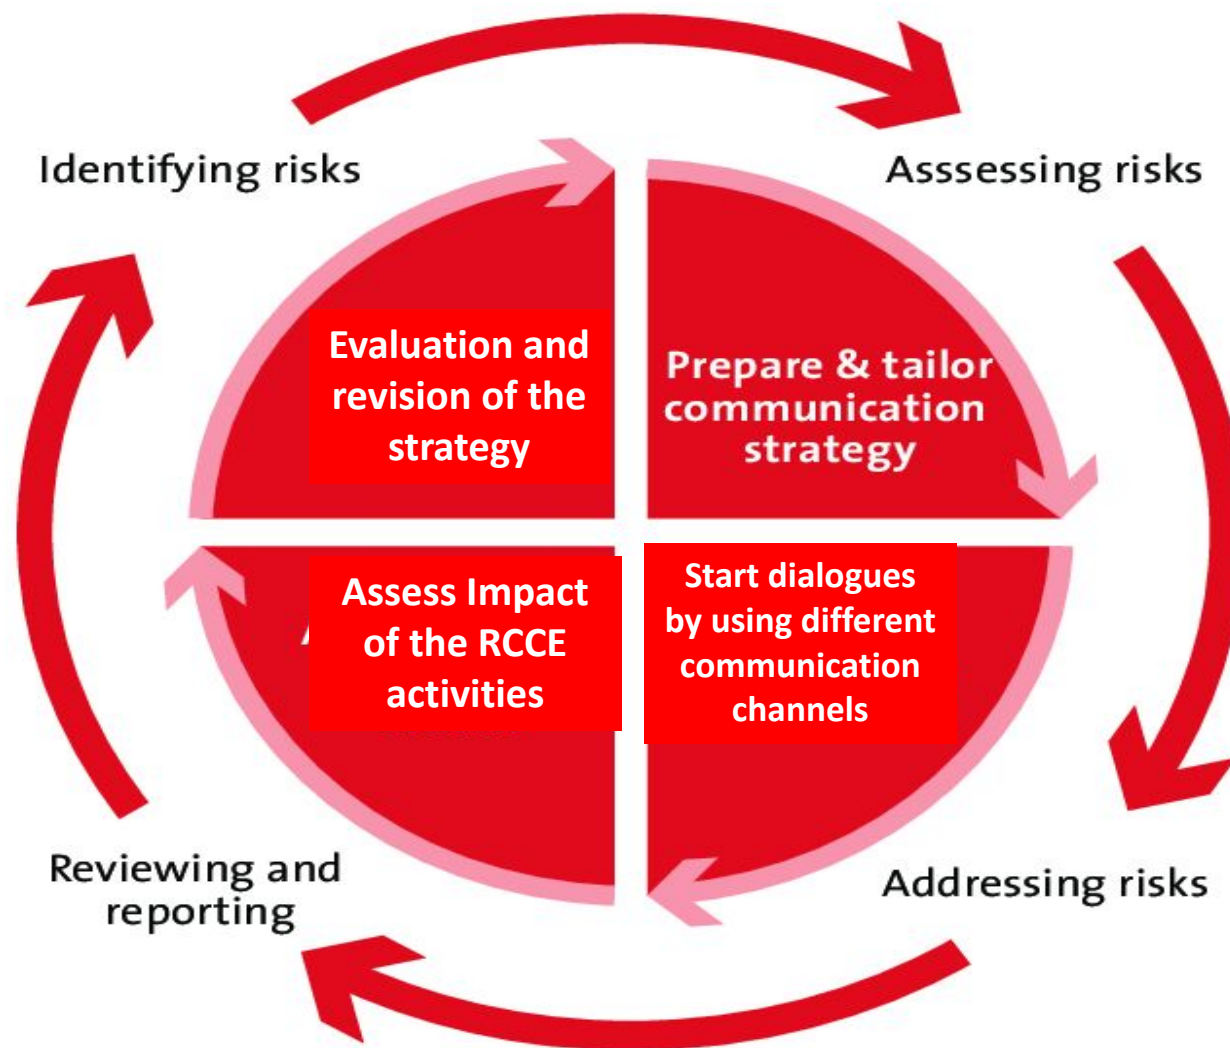 Identifying risks
Asssessing risks
Evaluation and
revision of the
strategy
Prepare & tailor
communication
strategy
Assess Impact
of the RCCE
activities
Start dialogues
by using different
communication
channels
Reviewing and
reporting
Addressing risks